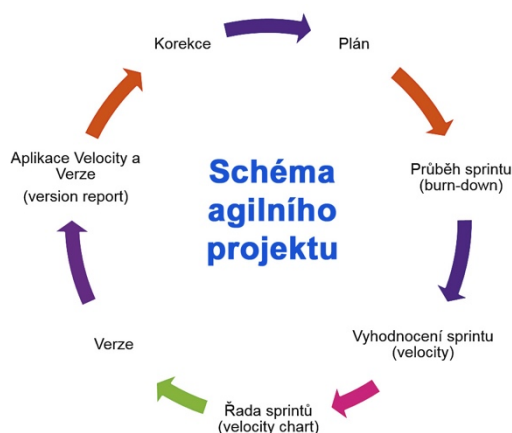 Schéma
agilního
projektu
Plán
Průběh sprintu
(burn-down)
Vyhodnocení sprintu
(velocity)
Řada sprintů
(velocity chart)
Verze
Aplikace Velocity a
Verze
(version report)
Korekce